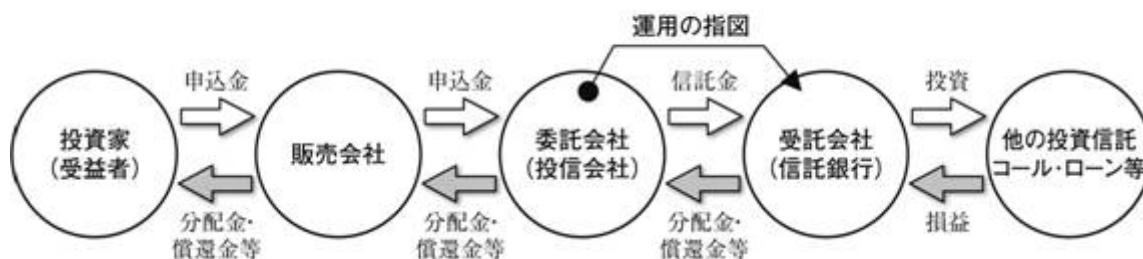 運用の指図
申込金
申込金
信託金
投資
投資家
(受益者)
販売会社
委託会社
(投信会社)
受託会社
(信託銀行)
他の投資信託
コール・ローン等
分配金・
償還金等
分配金・
償還金等
分配金・
償還金等
損益